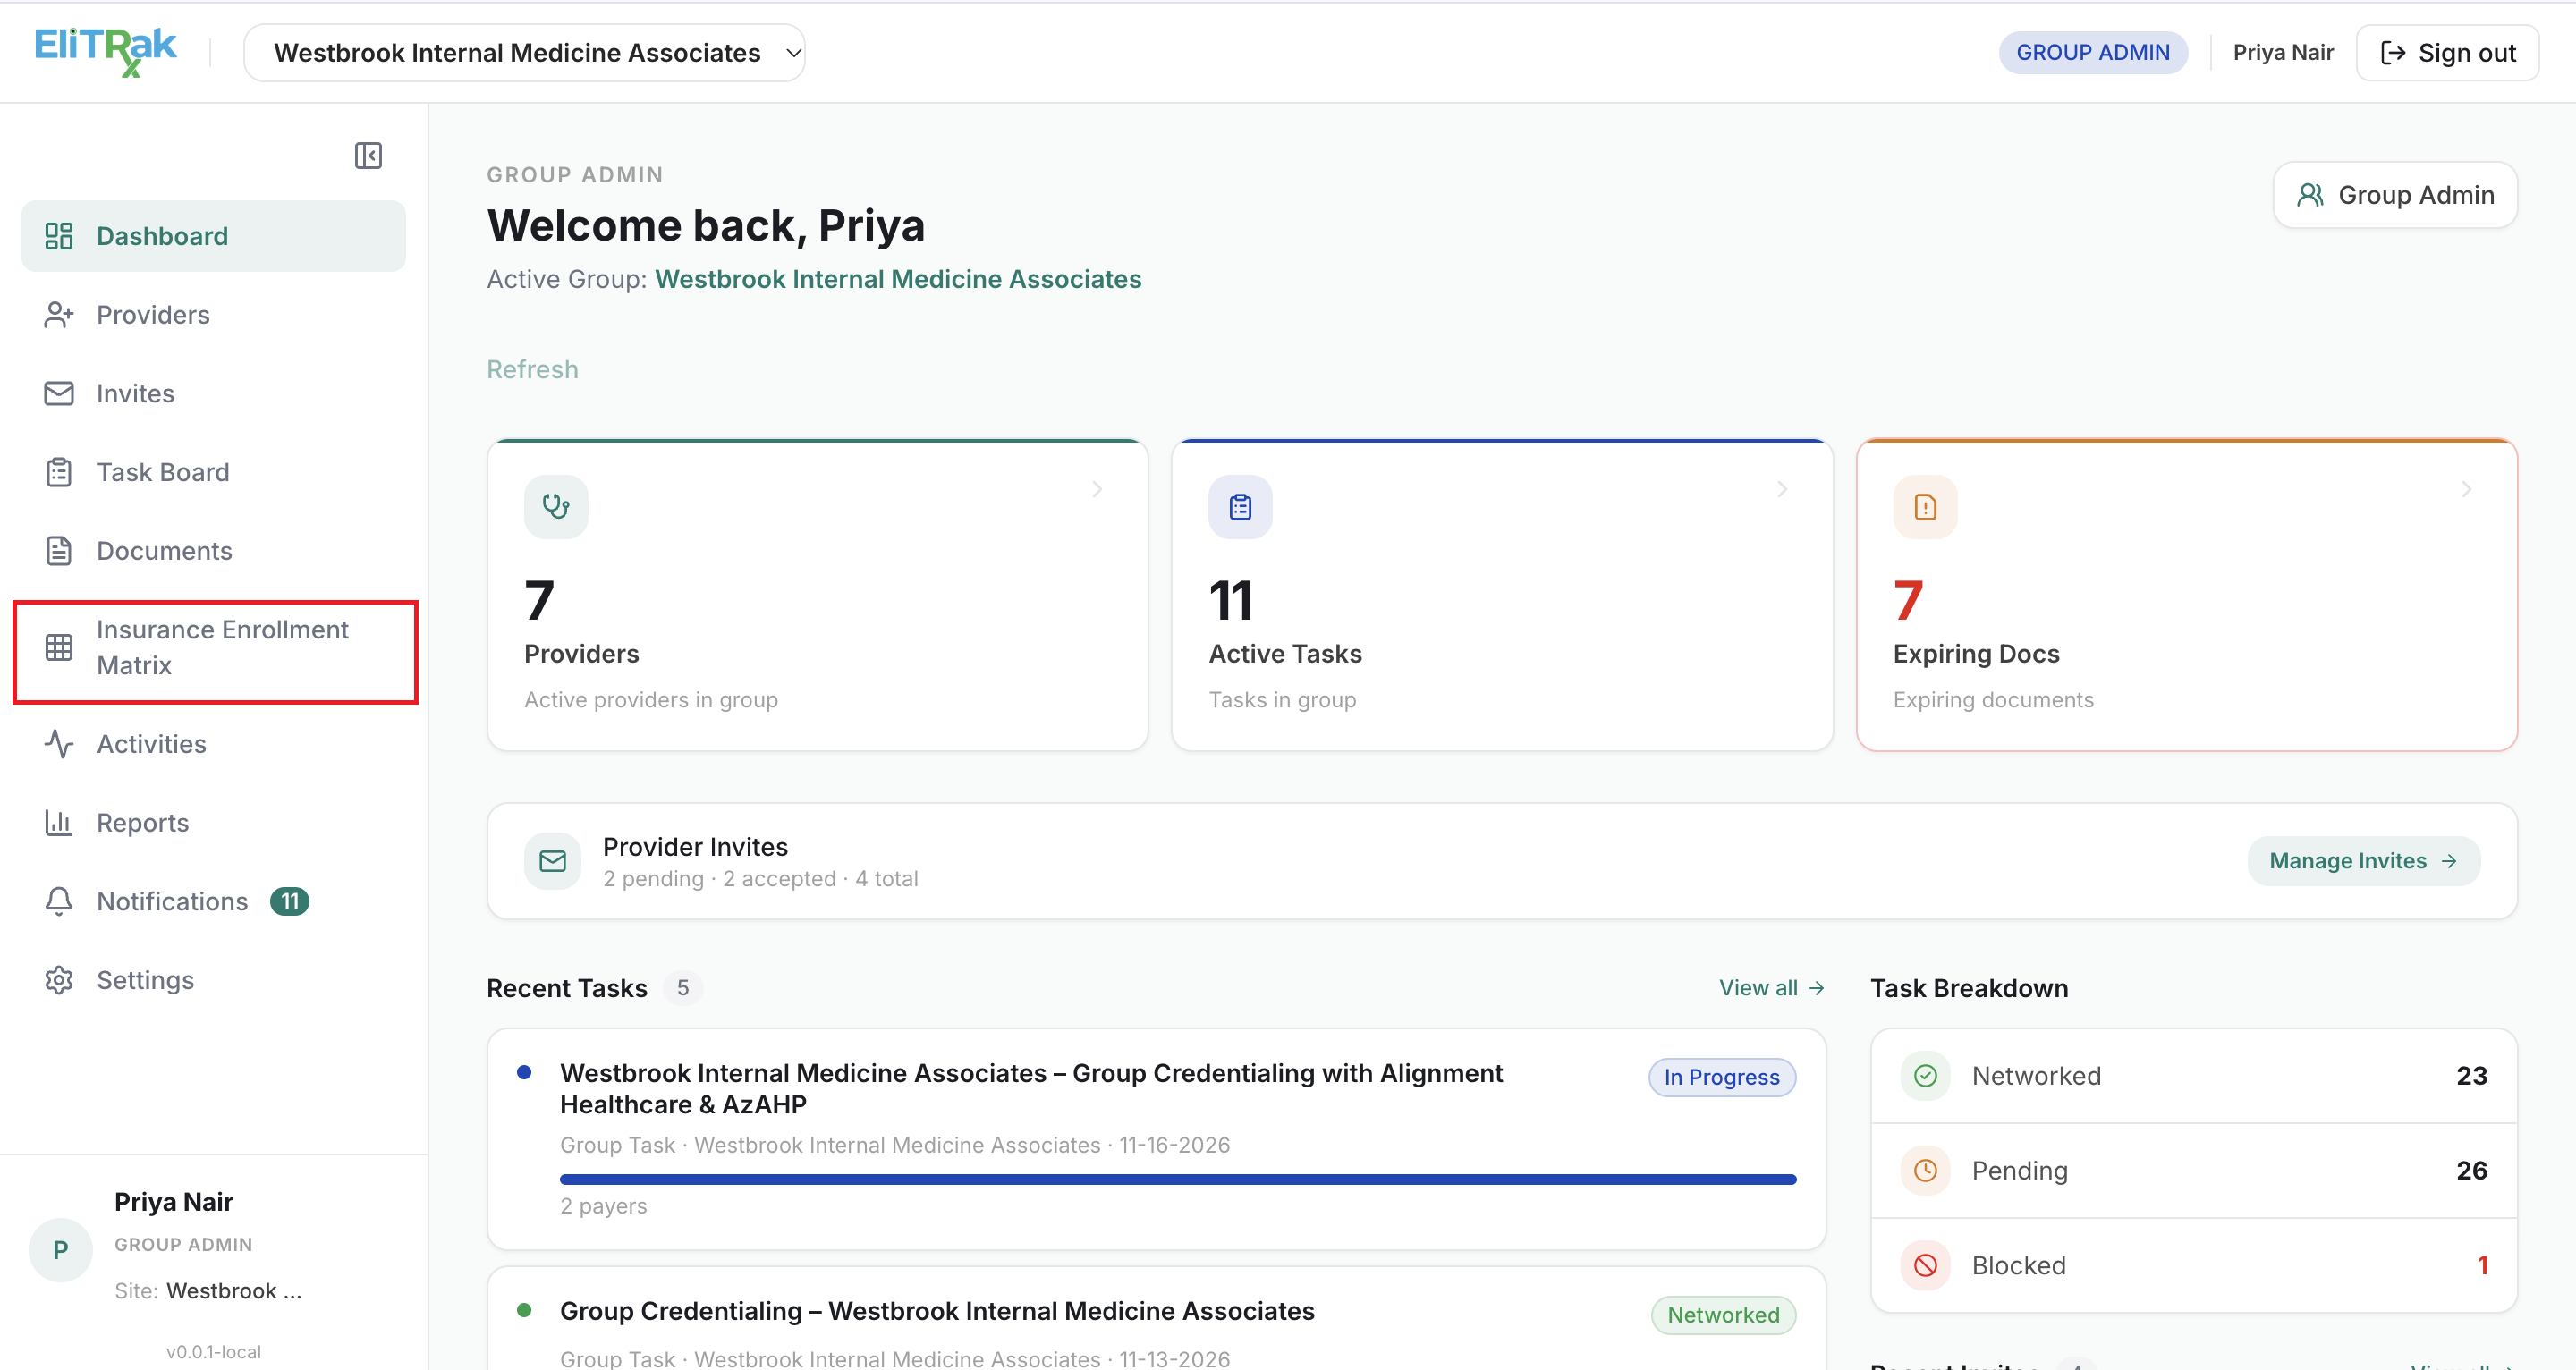 EliTRak
Rx
Westbrook Internal Medicine Associates
GROUP ADMIN
Priya Nair
Sign out
Dashboard
Providers
Invites
Task Board
Documents
Insurance Enrollment
Matrix
Activities
Reports
Notifications 11
Settings
P
Priya Nair
GROUP ADMIN
Site: Westbrook ...
v0.0.1-local
GROUP ADMIN
Welcome back, Priya
Active Group: Westbrook Internal Medicine Associates
Group Admin
Refresh
7
Providers
Active providers in group
11
Active Tasks
Tasks in group
7
Expiring Docs
Expiring documents
Provider Invites
2 pending · 2 accepted · 4 total
Manage Invites →
Recent Tasks 5
View all →
Westbrook Internal Medicine Associates – Group Credentialing with Alignment
Healthcare & AzAHP
In Progress
Group Task · Westbrook Internal Medicine Associates · 11-16-2026
2 payers
Group Credentialing – Westbrook Internal Medicine Associates
Networked
Group Task · Westbrook Internal Medicine Associates · 11-13-2026
Task Breakdown
Networked 23
Pending 26
Blocked 1
Recent Invites 4
View all